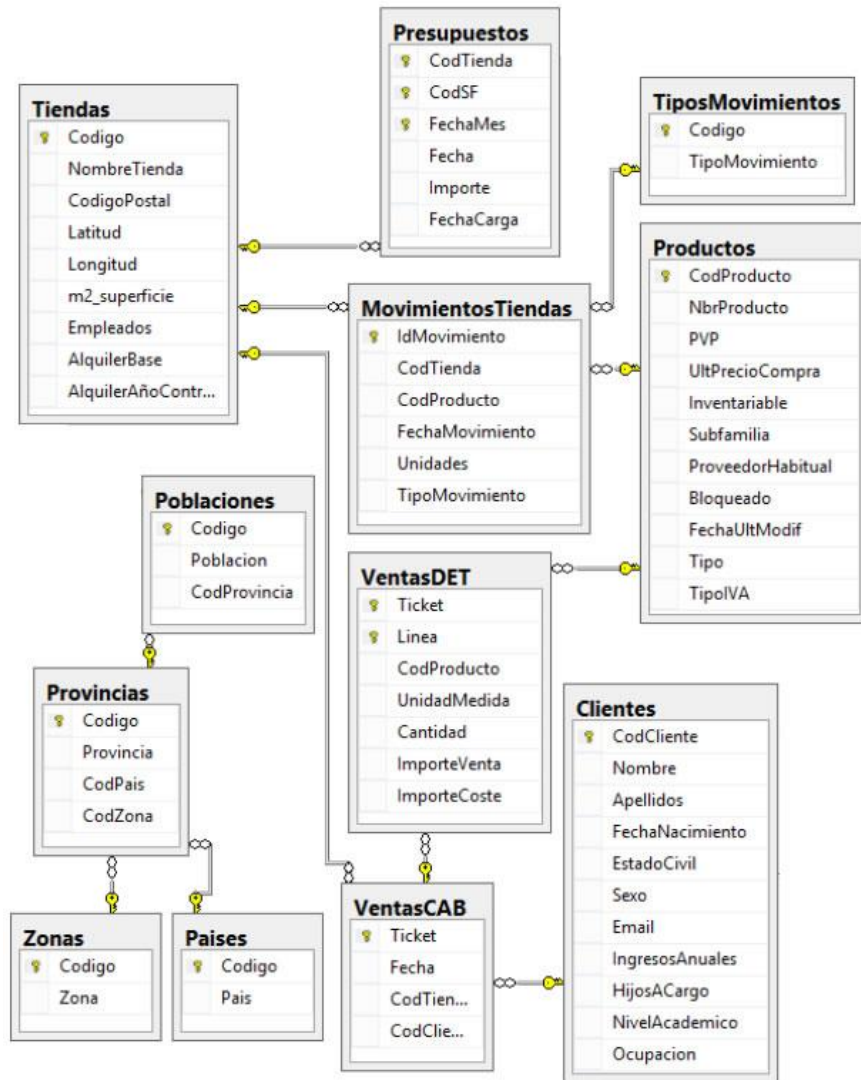 Presupuestos
CodTienda
CodSF
FechaMes
Fecha
Importe
FechaCarga
Tiendas
Codigo
NombreTienda
CodigoPostal
Latitud
Longitud
m2_superficie
Empleados
AlquilerBase
AlquilerAñoContr...
TiposMovimientos
Codigo
TipoMovimiento
Productos
CodProducto
NbrProducto
PVP
UltPrecioCompra
Inventariable
Subfamilia
ProveedorHabitual
Bloqueado
FechaUltModif
Tipo
TipoIVA
MovimientosTiendas
IdMovimiento
CodTienda
CodProducto
FechaMovimiento
Unidades
TipoMovimiento
Poblaciones
Codigo
Poblacion
CodProvincia
VentasDET
Ticket
Linea
CodProducto
UnidadMedida
Cantidad
ImporteVenta
ImporteCoste
Provincias
Codigo
Provincia
CodPais
CodZona
Clientes
CodCliente
Nombre
Apellidos
FechaNacimiento
EstadoCivil
Sexo
Email
IngresosAnuales
HijosACargo
NivelAcademico
Ocupacion
Zonas
Codigo
Zona
Paises
Codigo
Pais
VentasCAB
Ticket
Fecha
CodTien...
CodClie...